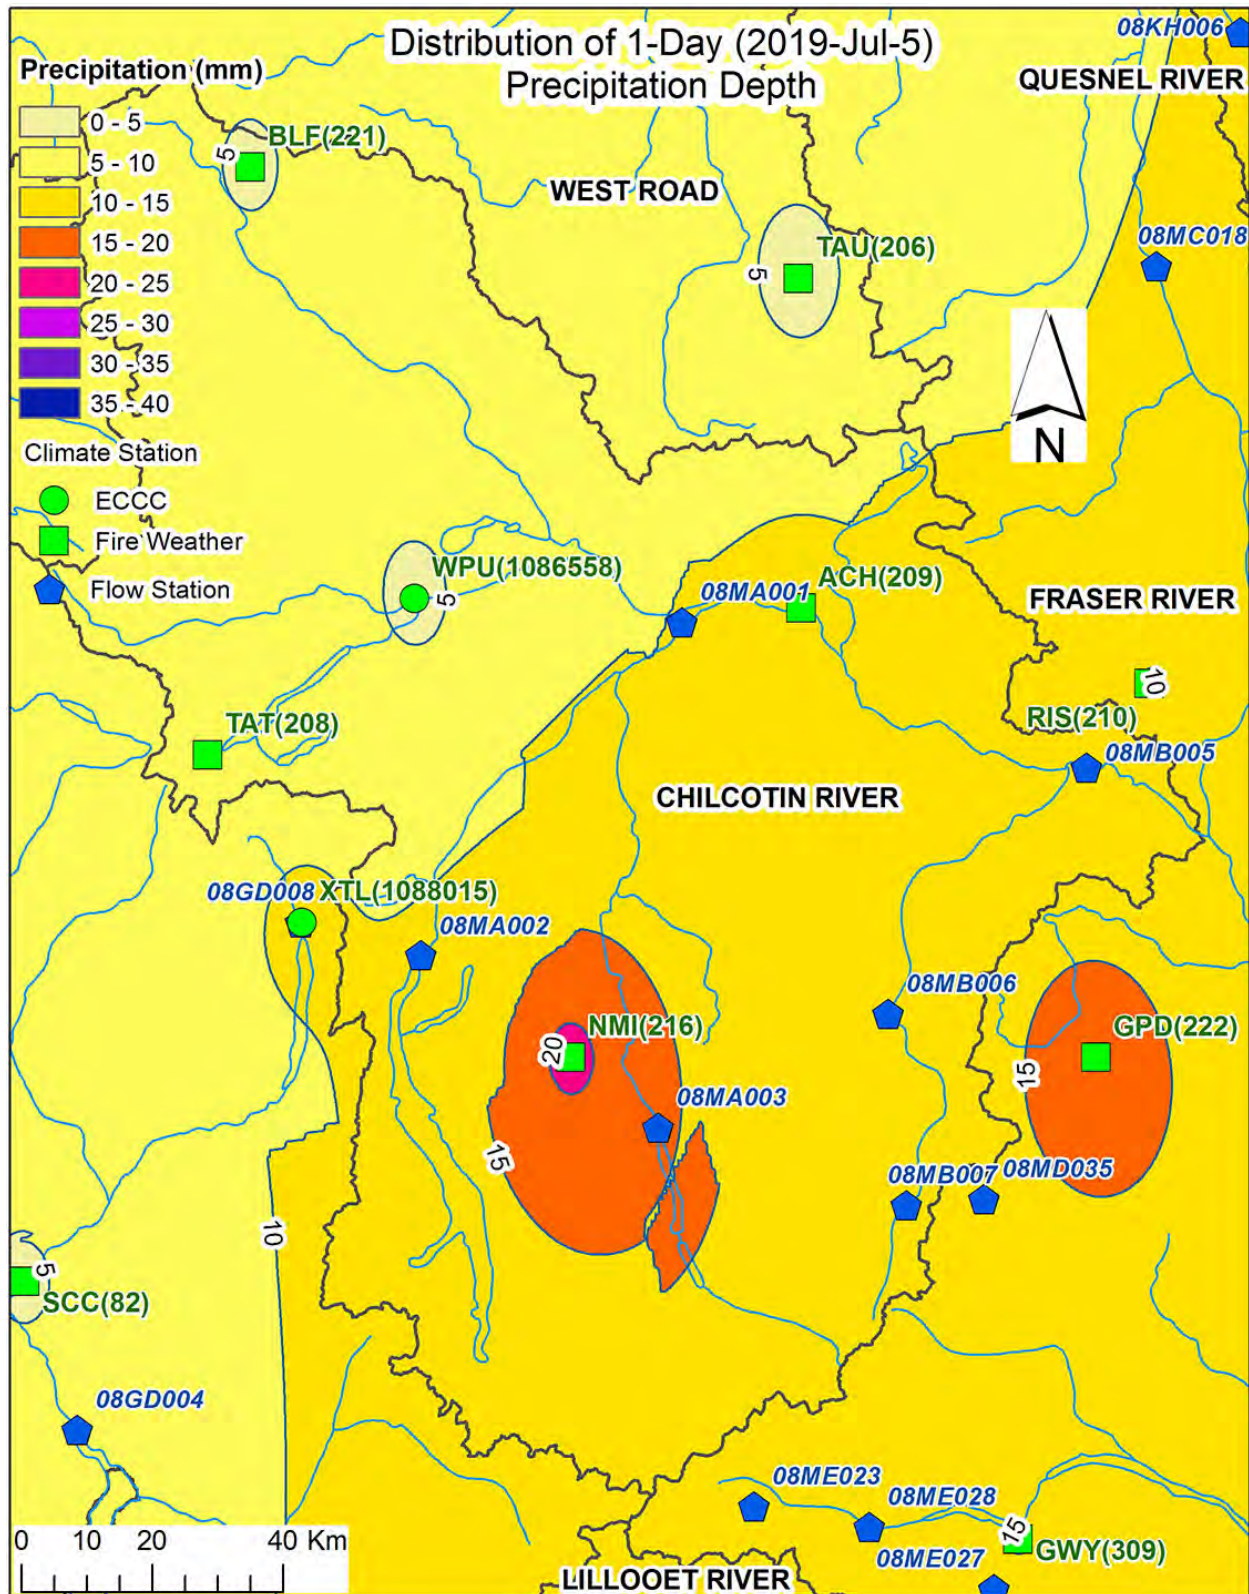 Distribution of 1-Day (2019-Jul-5)
Precipitation Depth
08KH006
QUESNEL RIVER
Precipitation (mm)
0 - 5
5 - 10
10 - 15
15 - 20
20 - 25
25 - 30
30 - 35
35 - 40
Climate Station
ECCC
Fire Weather
Flow Station
BLF(221)
5
WEST ROAD
TAU(206)
5
08MC018
N
WPU(1086558)
5
08MA001
ACH(209)
FRASER RIVER
10
RIS(210)
TAT(208)
08MB005
CHILCOTIN RIVER
08GD008
XTL(1088015)
08MA002
08MB006
NMI(216)
20
GPD(222)
15
08MA003
15
08MB007
08MD035
10
5
SCC(82)
08GD004
08ME023
08ME028
15
GWY(309)
08ME027
0 10 20 40 Km
LILLOOET RIVER